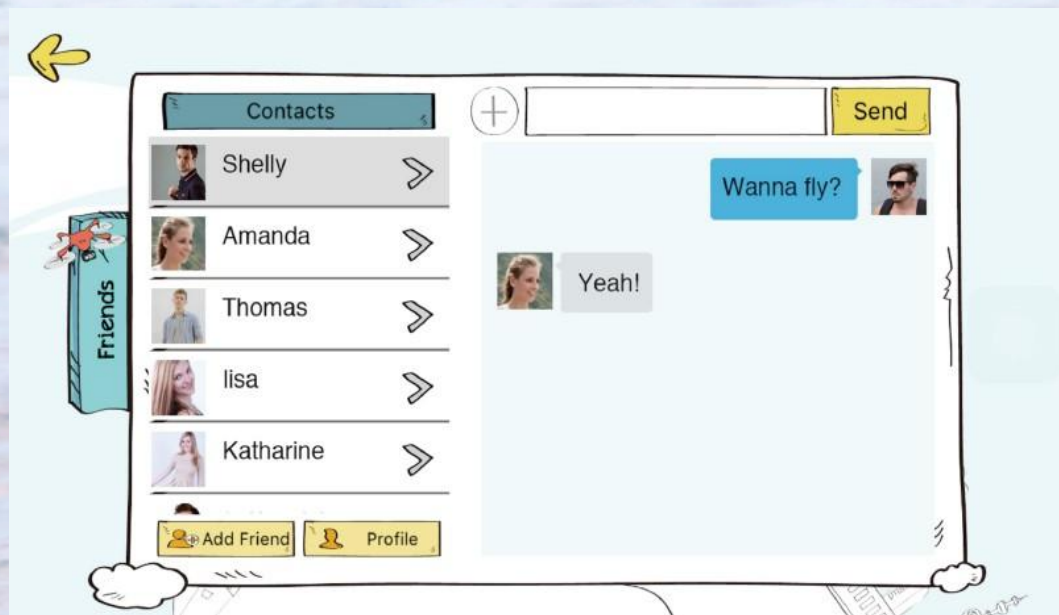 Contacts
Send
Shelly
Amanda
Thomas
lisa
Katharine
Wanna fly?
Yeah!
Friends
Add Friend
Profile